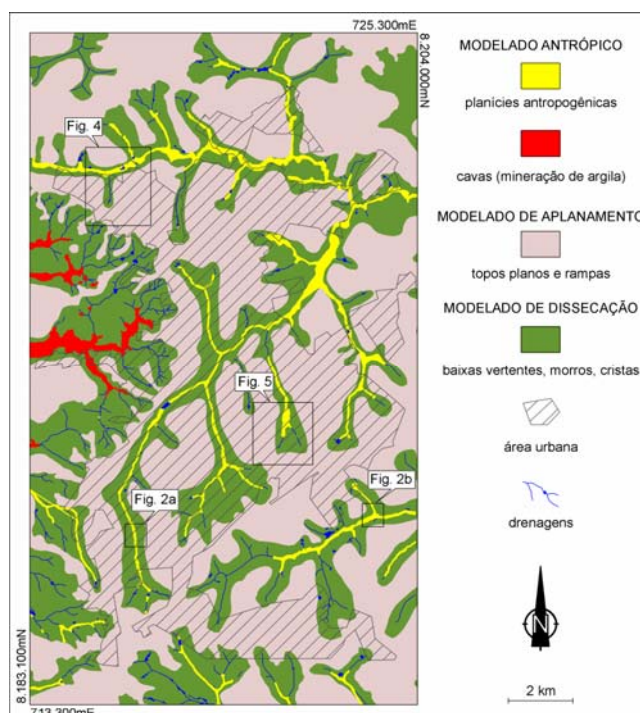 725.300mE
8.204.000mN
Fig. 4
Fig. 5
Fig. 2a
Fig. 2b
8.183.100mN
713.300mE
MODELADO ANTRÓPICO
planícies antropogênicas
cavas (mineração de argila)
MODELADO DE APLANAMENTO
topos planos e rampas
MODELADO DE DISSECAÇÃO
baixas vertentes, morros, cristas
área urbana
drenagens
N
2 km